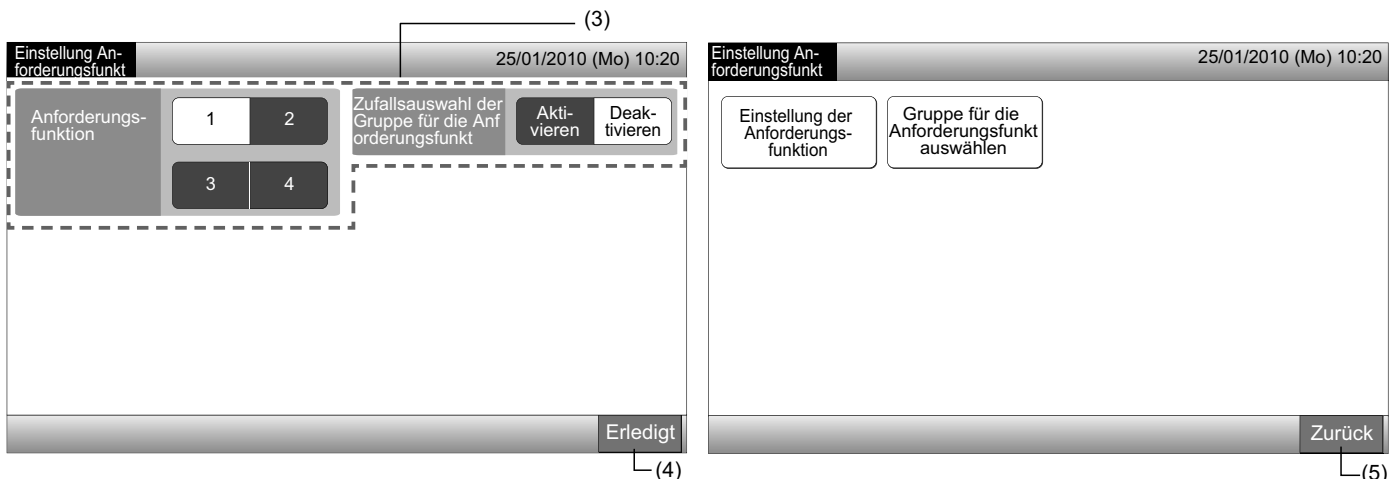 (3)
Einstellung An-
forderungsfunkt
25/01/2010 (Mo) 10:20
Anforderungs-
funktion
1
2
3
4
Zufallsauswahl der
Gruppe für die Anf
orderungsfunkt
Akti-
vieren
Deak-
tivieren
Erledigt
(4)
Einstellung An-
forderungsfunkt
25/01/2010 (Mo) 10:20
Einstellung der
Anforderungs-
funktion
Gruppe für die
Anforderungsfunkt
auswählen
Zurück
(5)